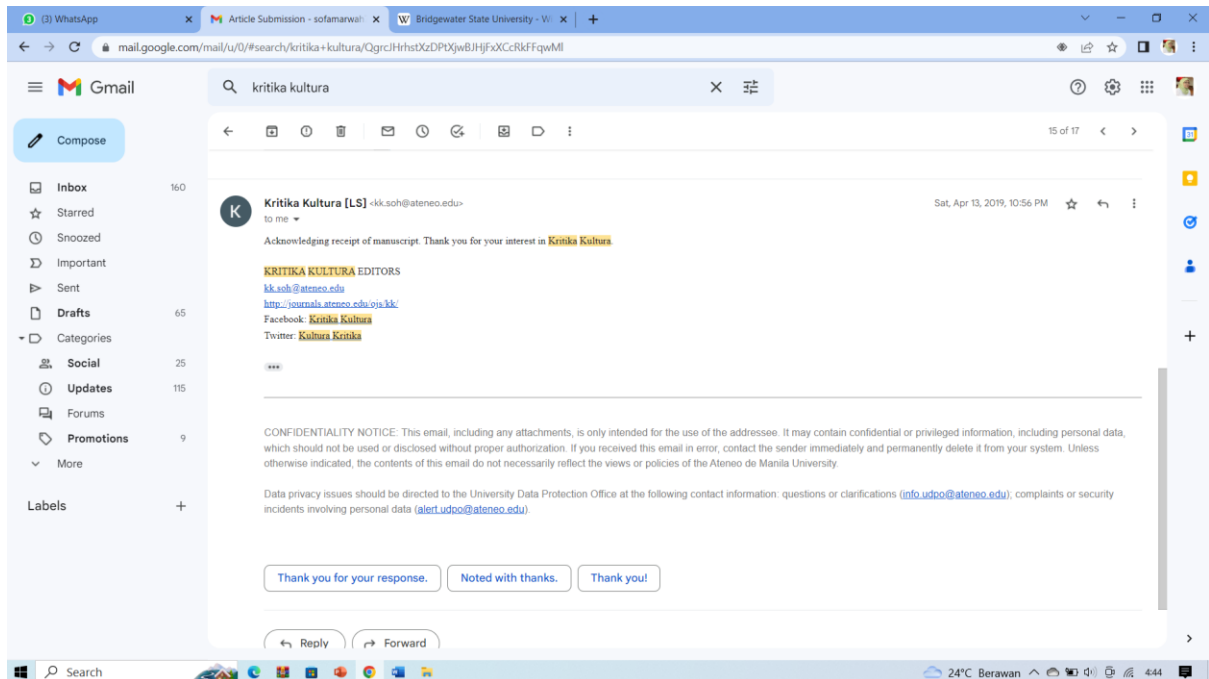 (3) WhatsApp
Article Submission - sofamarwah
Bridgewater State University - Wi
mail.google.com/mail/u/0/#search/kritika+kultura/QgrcJHrhstXzDPtXjwBJHjFxXCcRkFFqwMl
Gmail
kritika kultura
Compose
15 of 17
Inbox 160
Starred
Snoozed
Important
Sent
Drafts 65
Categories
Social 25
Updates 115
Forums
Promotions 9
More
Labels
K
Kritika Kultura [LS] <kk.soh@ateneo.edu>
Sat, Apr 13, 2019, 10:56 PM
to me
Acknowledging receipt of manuscript. Thank you for your interest in Kritika Kultura.
KRITIKA KULTURA EDITORS
kk.soh@ateneo.edu
http://journals.ateneo.edu/ojs/kk/
Facebook: Kritika Kultura
Twitter: Kultura Kritika
CONFIDENTIALITY NOTICE: This email, including any attachments, is only intended for the use of the addressee. It may contain confidential or privileged information, including personal data,
which should not be used or disclosed without proper authorization. If you received this email in error, contact the sender immediately and permanently delete it from your system. Unless
otherwise indicated, the contents of this email do not necessarily reflect the views or policies of the Ateneo de Manila University.
Data privacy issues should be directed to the University Data Protection Office at the following contact information: questions or clarifications (info.udpo@ateneo.edu); complaints or security
incidents involving personal data (alert.udpo@ateneo.edu).
Thank you for your response.
Noted with thanks.
Thank you!
Reply
Forward
Search
24°C Berawan
4:44